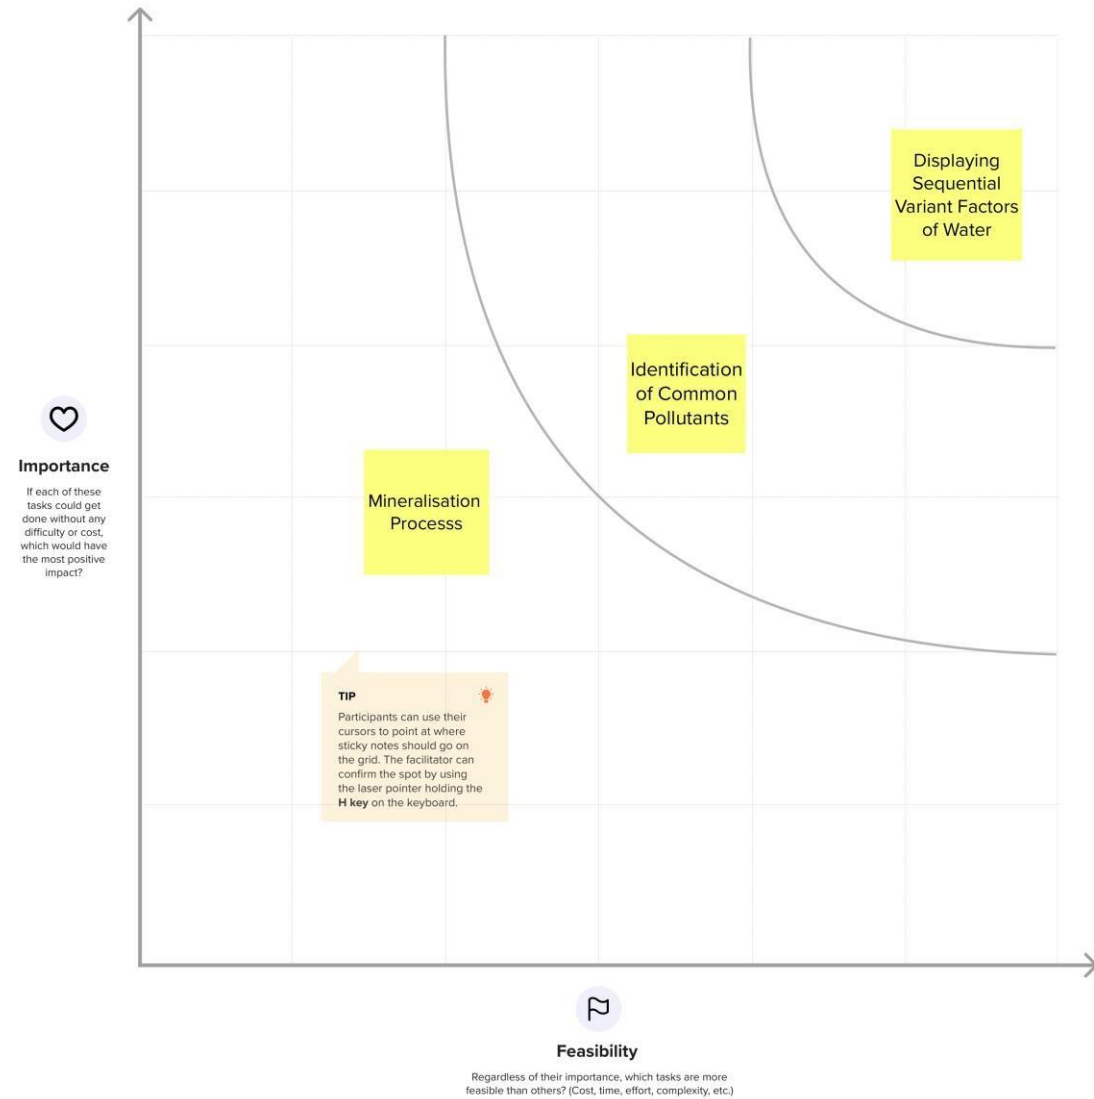 Displaying
Sequential
Variant Factors
of Water
Identification
of Common
Pollutants
Mineralisation
Processs
Importance
If each of these
tasks could get
done without any
difficulty or cost,
which would have
the most positive
impact?
TIP
Participants can use their
cursors to point at where
sticky notes should go on
the grid. The facilitator can
confirm the spot by using
the laser pointer holding the
H key on the keyboard.
Feasibility
Regardless of their importance, which tasks are more
feasible than others? (Cost, time, effort, complexity, etc.)